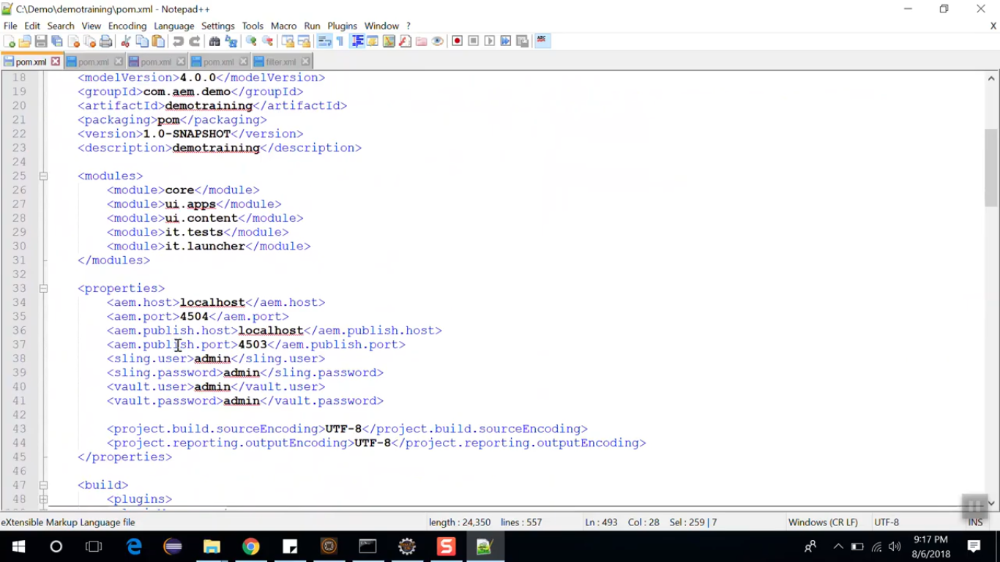 C:\Demo\demotraining\pom.xml - Notepad++
File Edit Search View Encoding Language Settings Tools Macro Run Plugins Window ? X
pom.xml pom.xml pom.xml pom.xml filter.xml
18 <modelVersion>4.0.0</modelVersion>
19 <groupId>com.aem.demo</groupId>
20 <artifactId>demotraining</artifactId>
21 <packaging>pom</packaging>
22 <version>1.0-SNAPSHOT</version>
23 <description>demotraining</description>
24
25 <modules>
26 <module>core</module>
27 <module>ui.apps</module>
28 <module>ui.content</module>
29 <module>it.tests</module>
30 <module>it.launcher</module>
31 </modules>
32
33 <properties>
34 <aem.host>localhost</aem.host>
35 <aem.port>4504</aem.port>
36 <aem.publish.host>localhost</aem.publish.host>
37 <aem.publish.port>4503</aem.publish.port>
38 <sling.user>admin</sling.user>
39 <sling.password>admin</sling.password>
40 <vault.user>admin</vault.user>
41 <vault.password>admin</vault.password>
42
43 <project.build.sourceEncoding>UTF-8</project.build.sourceEncoding>
44 <project.reporting.outputEncoding>UTF-8</project.reporting.outputEncoding>
45 </properties>
46
47 <build>
48 <plugins>
eXtensible Markup Language file length : 24,350 lines : 557 Ln : 493 Col : 28 Sel : 259 | 7 Windows (CR LF) UTF-8 INS
9:17 PM
8/6/2018